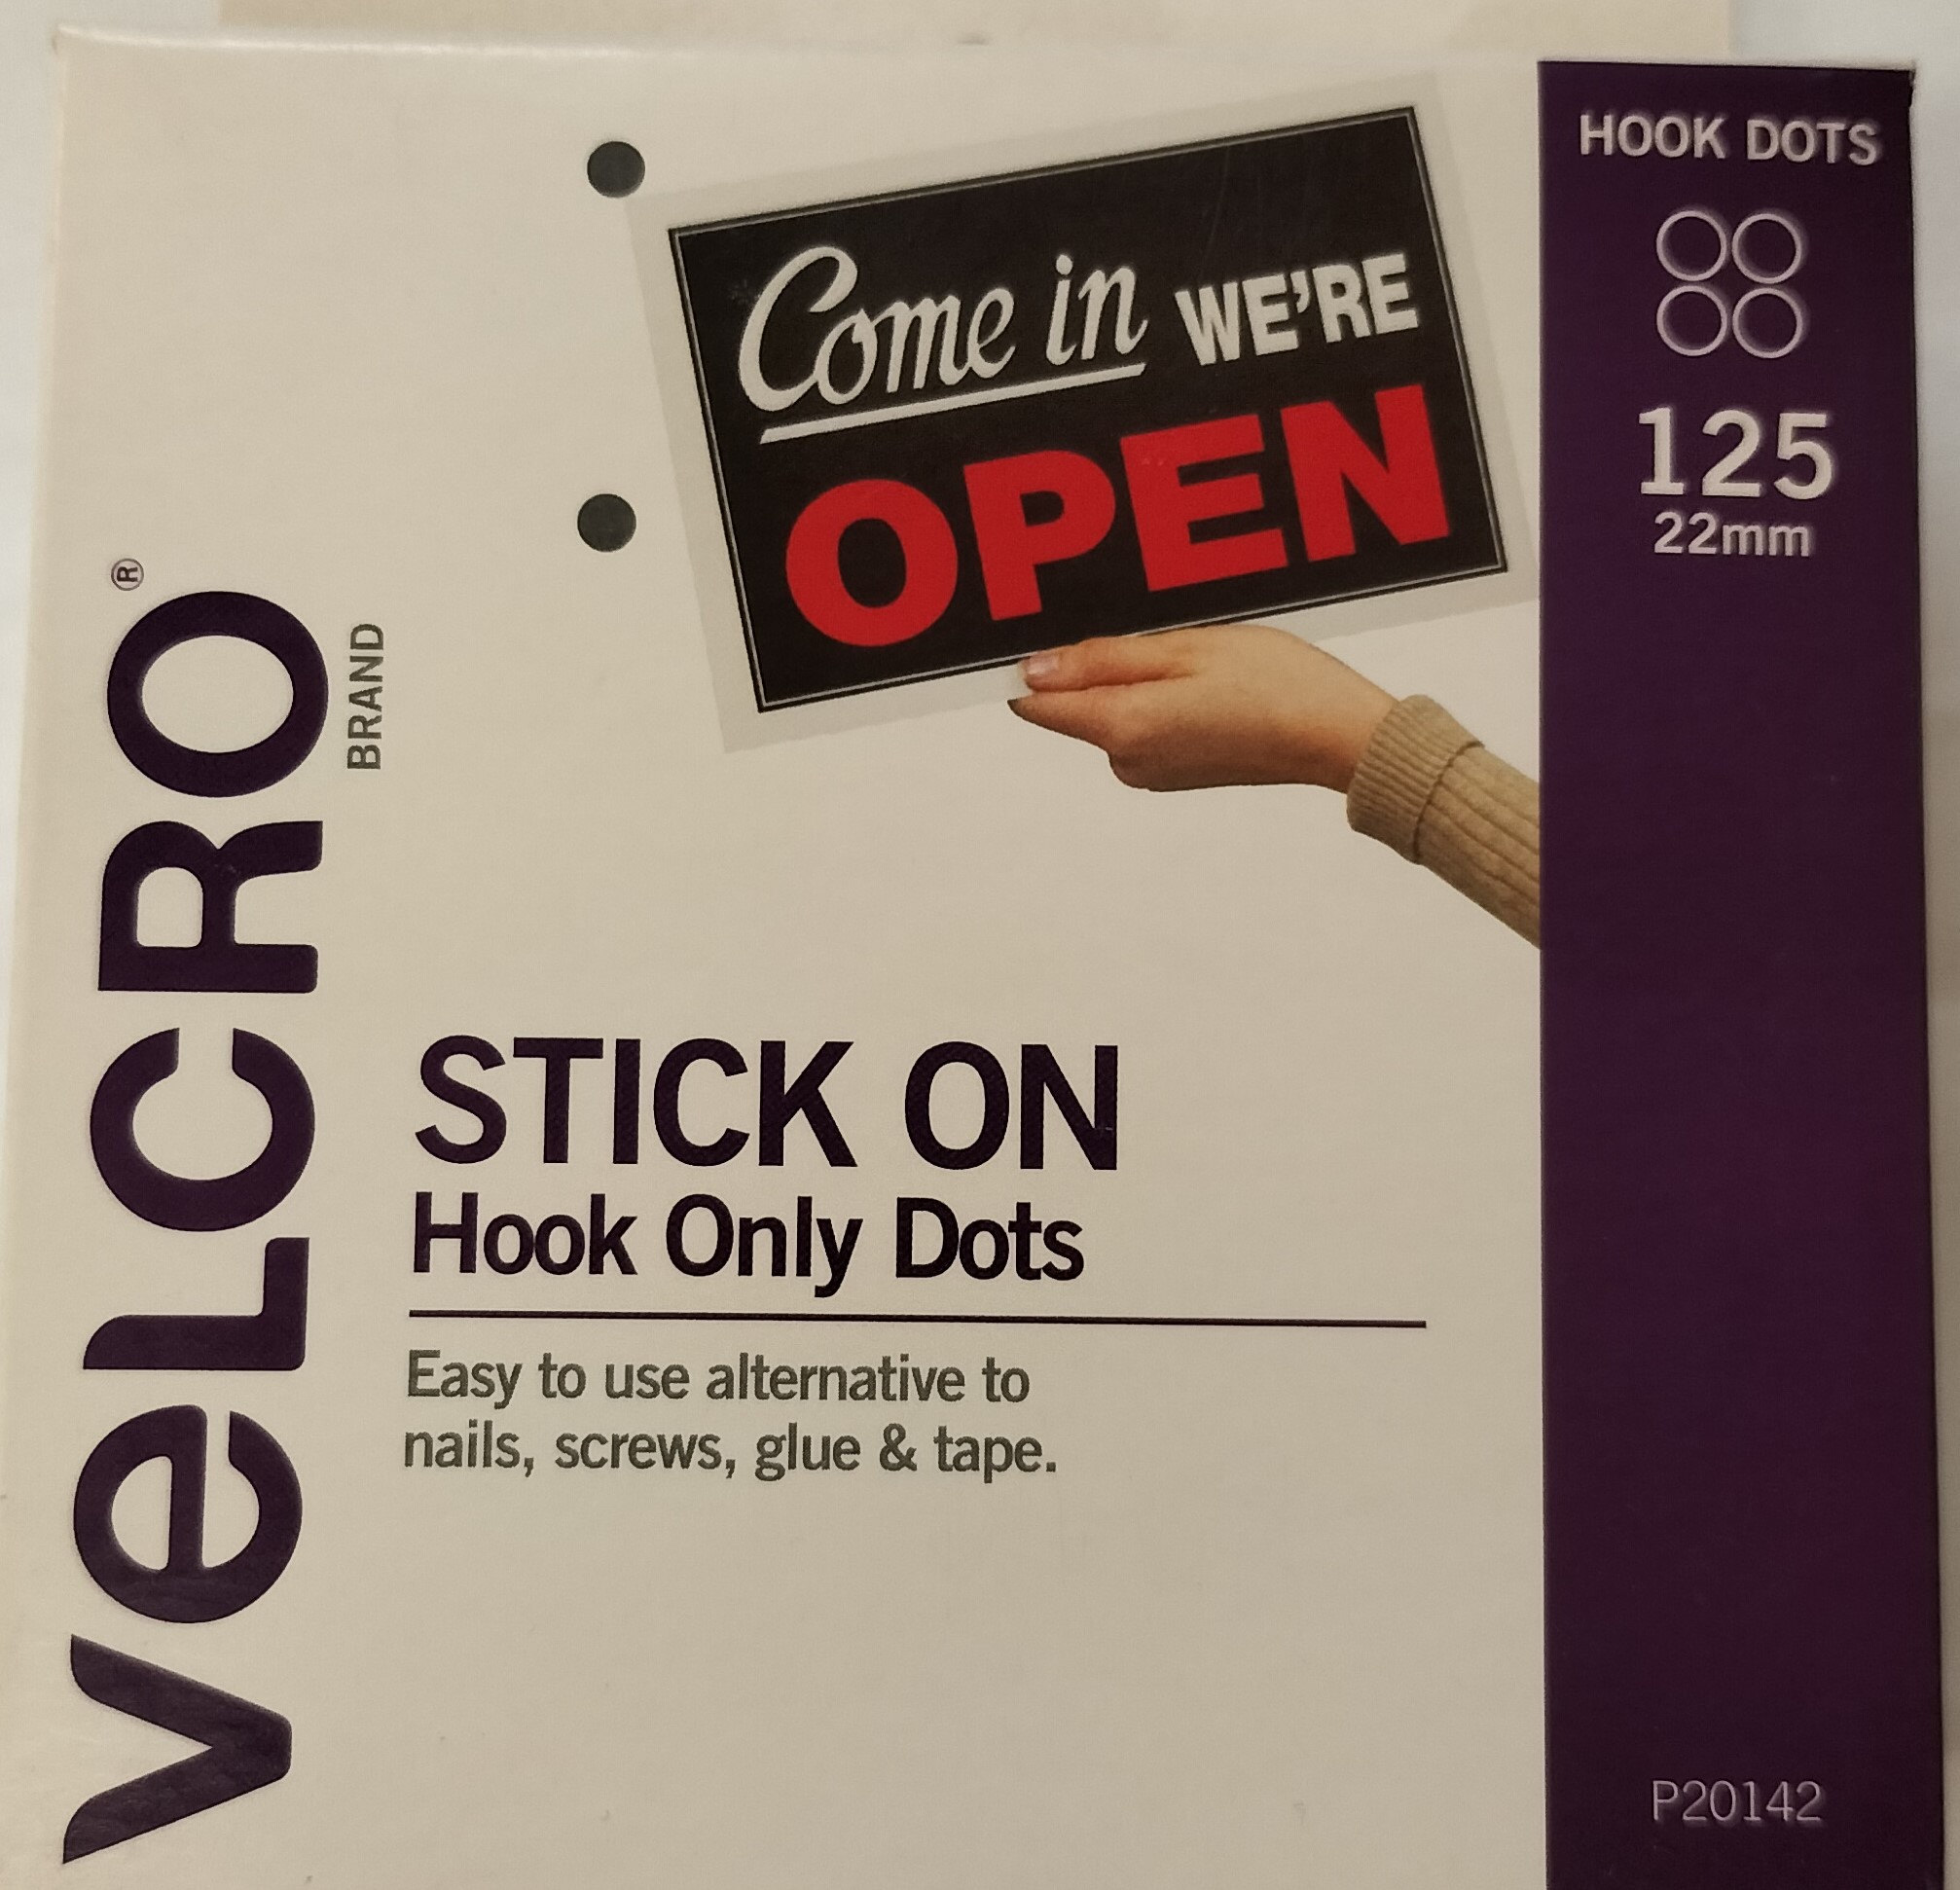 HOOK DOTS
125
22mm
Come in WE'RE
OPEN
VELCRO®
BRAND
STICK ON
Hook Only Dots
Easy to use alternative to
nails, screws, glue & tape.
P20142